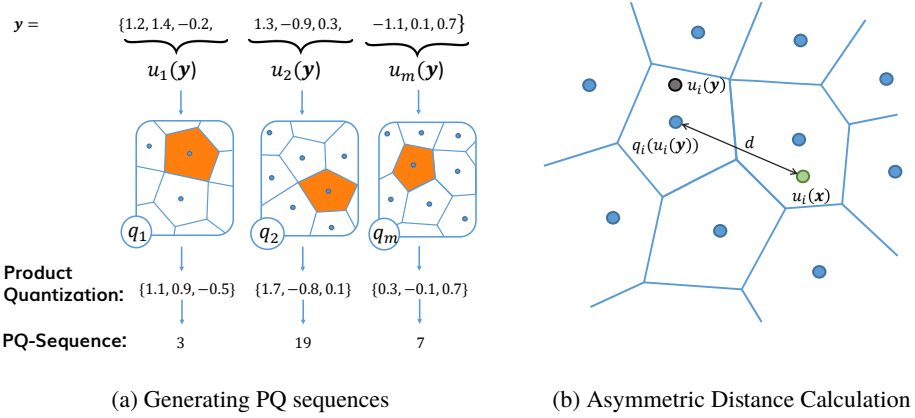 y = {1.2, 1.4, −0.2, 1.3, −0.9, 0.3, −1.1, 0.1, 0.7}
u₁(y) u₂(y) uₘ(y)
q₁ q₂ qₘ
Product
Quantization: {1.1, 0.9, −0.5} {1.7, −0.8, 0.1} {0.3, −0.1, 0.7}
PQ-Sequence: 3 19 7
(a) Generating PQ sequences
uᵢ(y)
qᵢ(uᵢ(y)) d
uᵢ(x)
(b) Asymmetric Distance Calculation